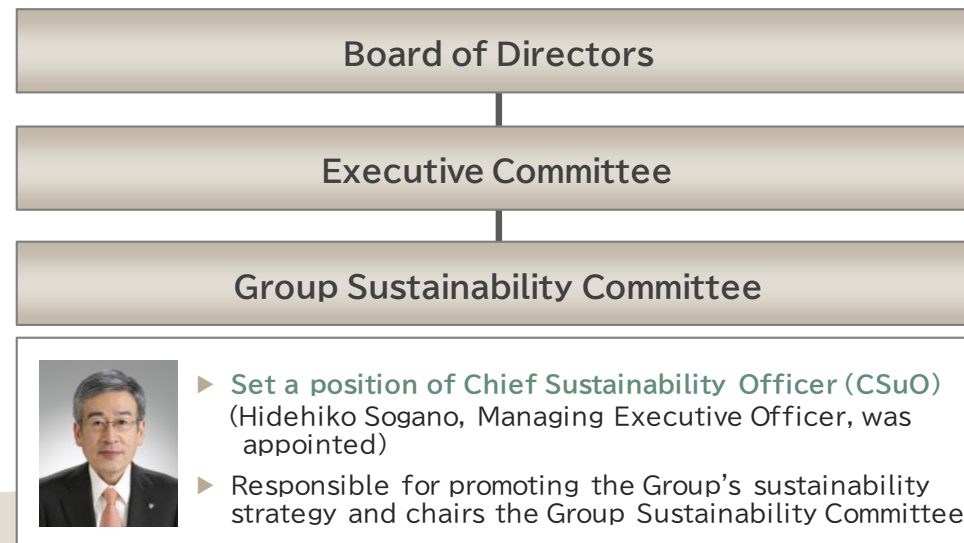 Board of Directors
Executive Committee
Group Sustainability Committee
▶ Set a position of Chief Sustainability Officer (CSuO)
(Hidehiko Sogano, Managing Executive Officer, was
appointed)
▶ Responsible for promoting the Group's sustainability
strategy and chairs the Group Sustainability Committee